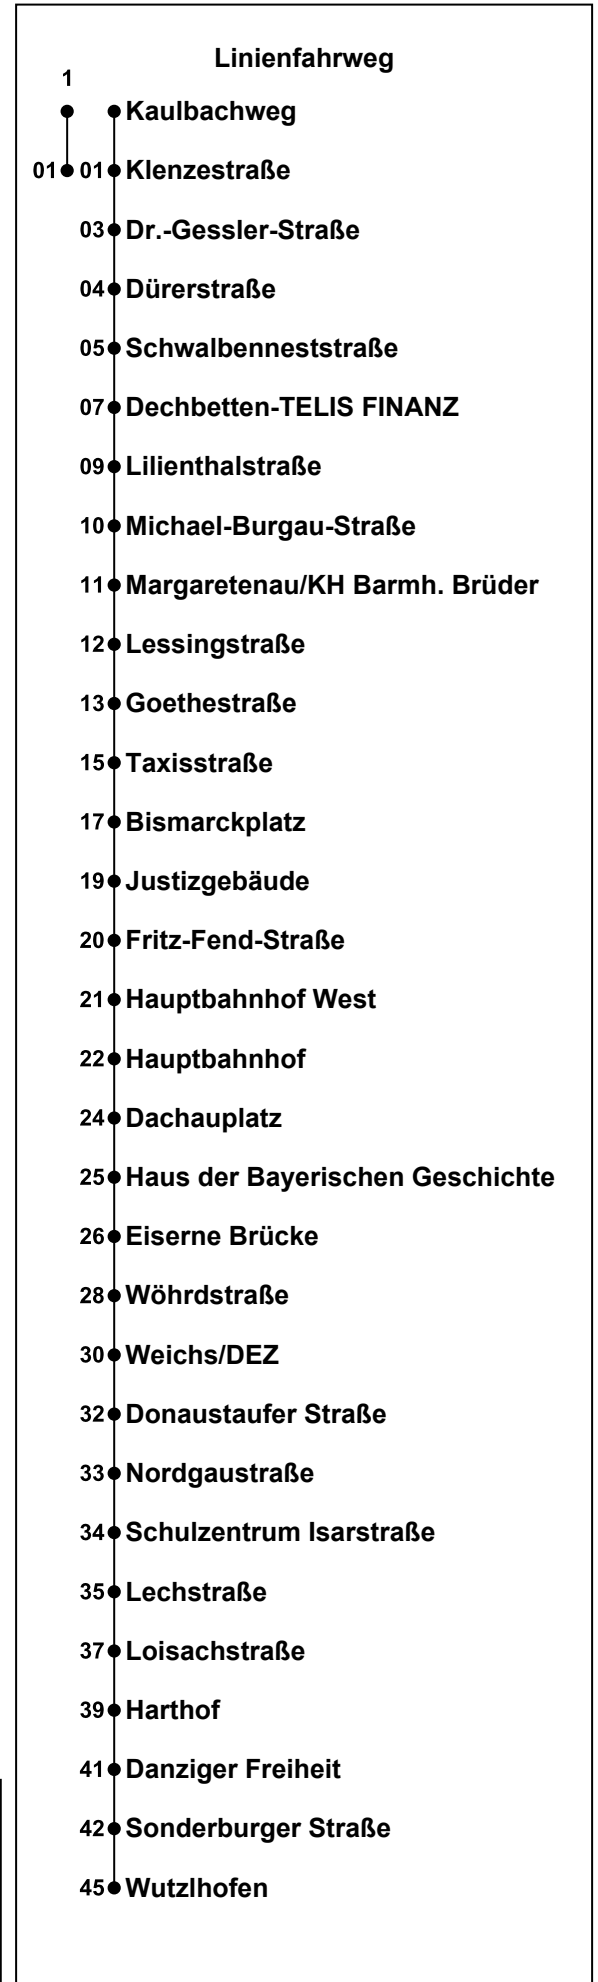 Linienfahrweg
1
Kaulbachweg
01 01 Klenzestraße
03 Dr.-Gessler-Straße
04 Dürerstraße
05 Schwalbenneststraße
07 Dechbetten-TELIS FINANZ
09 Lilienthalstraße
10 Michael-Burgau-Straße
11 Margaretenau/KH Barmh. Brüder
12 Lessingstraße
13 Goethestraße
15 Taxisstraße
17 Bismarckplatz
19 Justizgebäude
20 Fritz-Fend-Straße
21 Hauptbahnhof West
22 Hauptbahnhof
24 Dachauplatz
25 Haus der Bayerischen Geschichte
26 Eiserne Brücke
28 Wöhrdstraße
30 Weichs/DEZ
32 Donaustaufer Straße
33 Nordgaustraße
34 Schulzentrum Isarstraße
35 Lechstraße
37 Loisachstraße
39 Harthof
41 Danziger Freiheit
42 Sonderburger Straße
45 Wutzlhofen